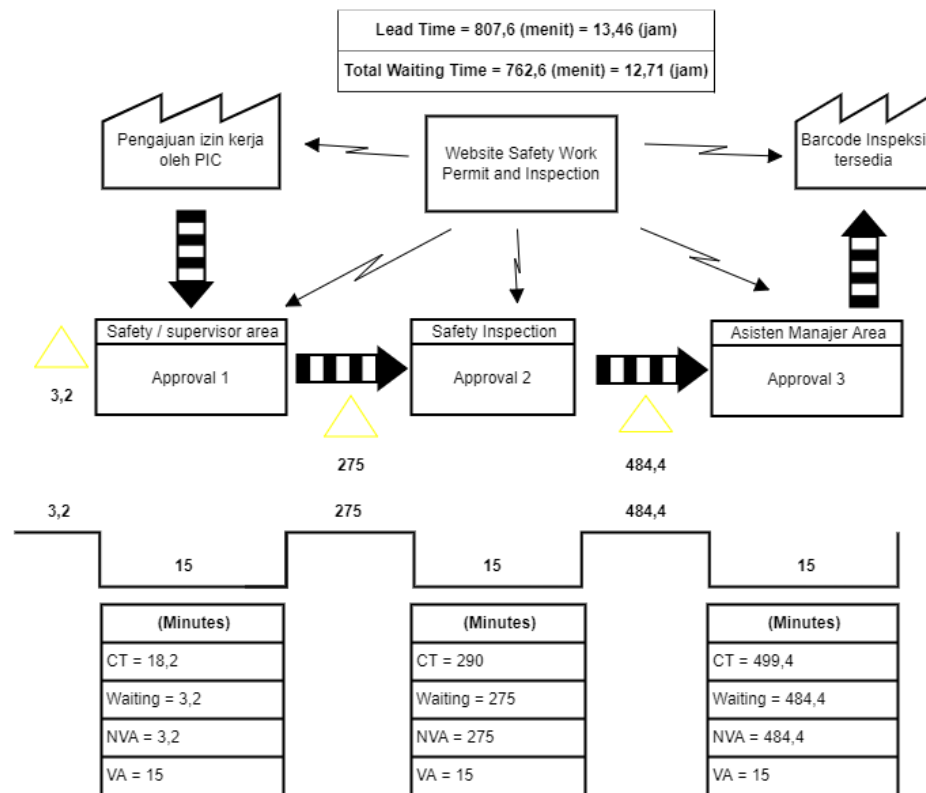 Lead Time = 807,6 (menit) = 13,46 (jam)
Total Waiting Time = 762,6 (menit) = 12,71 (jam)
Pengajuan izin kerja
oleh PIC
Website Safety Work
Permit and Inspection
Barcode Inspeksi
tersedia
Safety / supervisor area
Approval 1
Safety Inspection
Approval 2
Asisten Manajer Area
Approval 3
3,2
275
484,4
3,2
275
484,4
15
15
15
(Minutes)
CT = 18,2
Waiting = 3,2
NVA = 3,2
VA = 15
(Minutes)
CT = 290
Waiting = 275
NVA = 275
VA = 15
(Minutes)
CT = 499,4
Waiting = 484,4
NVA = 484,4
VA = 15